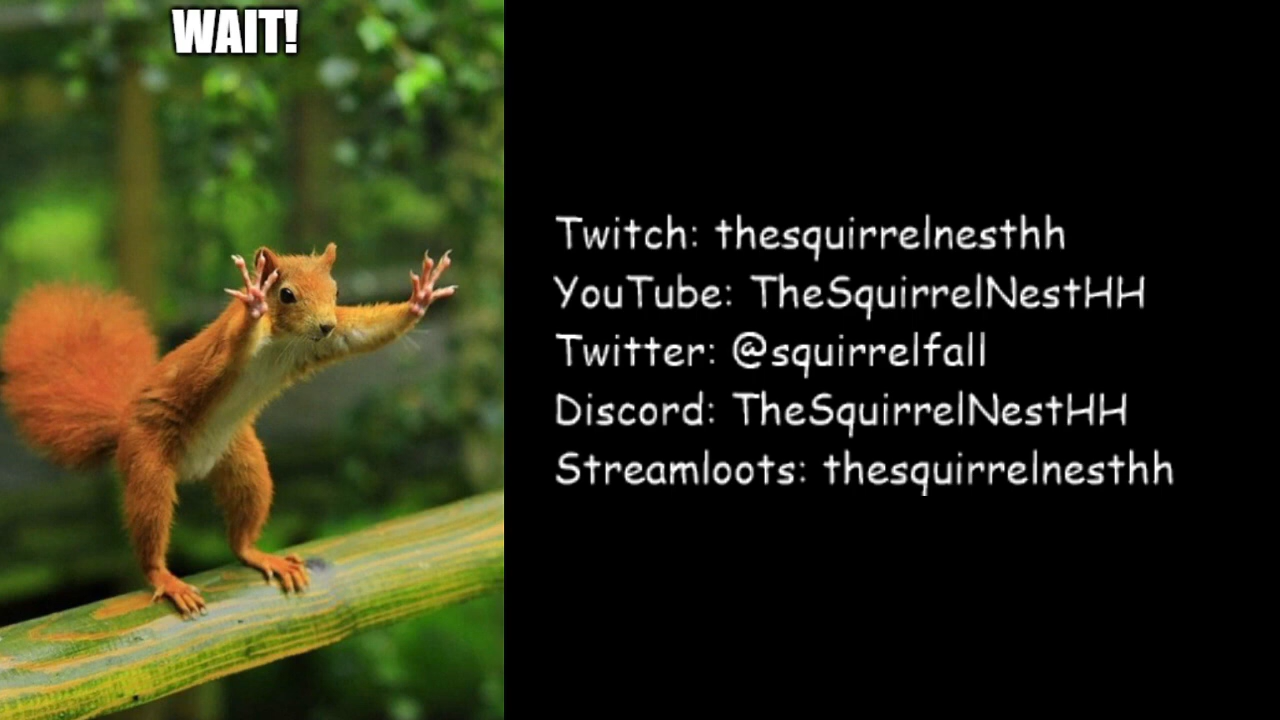 WAIT!
Twitch: thesquirrelnesthh
YouTube: TheSquirrelNestHH
Twitter: @squirrelfall
Discord: TheSquirrelNestHH
Streamloots: thesquirrelnesthh